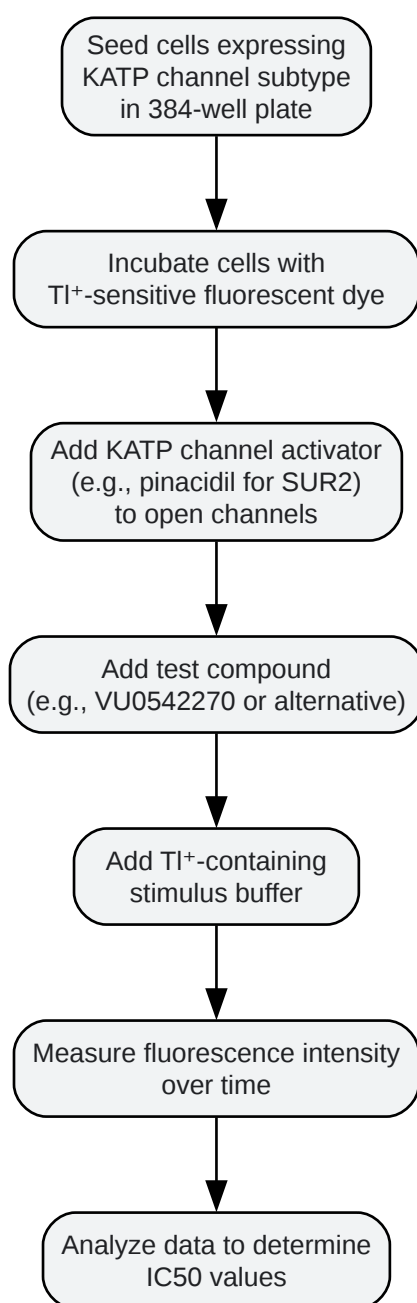 Seed cells expressing
KATP channel subtype
in 384-well plate
Incubate cells with
Tl⁺-sensitive fluorescent dye
Add KATP channel activator
(e.g., pinacidil for SUR2)
to open channels
Add test compound
(e.g., VU0542270 or alternative)
Add Tl⁺-containing
stimulus buffer
Measure fluorescence intensity
over time
Analyze data to determine
IC50 values